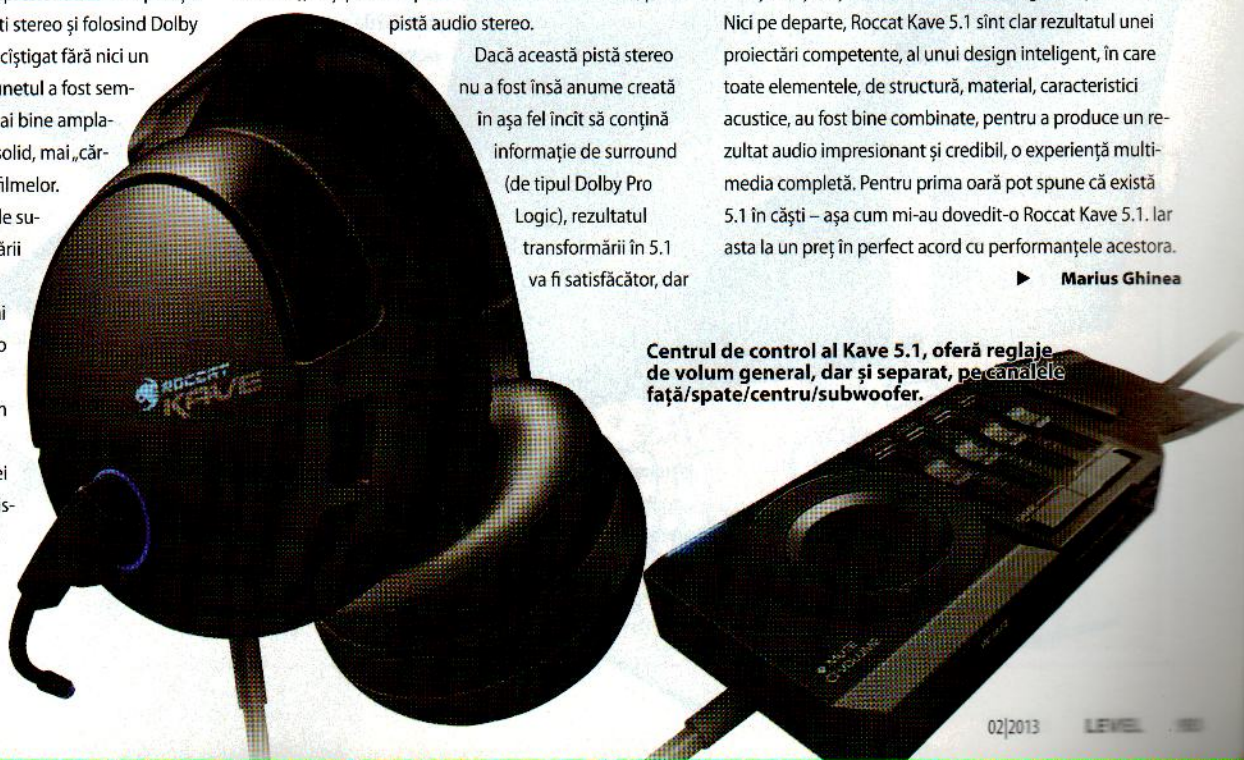 ti stereo și folosind Dolby
cîștigat fără nici un
netul a fost sem-
ai bine ampla-
solid, mai „căr-
filmelor.
le su-
ării
pistă audio stereo.
Dacă această pistă stereo
nu a fost însă anume creată
în așa fel încît să conțină
informație de surround
(de tipul Dolby Pro
Logic), rezultatul
transformării în 5.1
va fi satisfăcător, dar
Nici pe departe, Roccat Kave 5.1 sînt clar rezultatul unei
proiectări competente, al unui design inteligent, în care
toate elementele, de structură, material, caracteristici
acustice, au fost bine combinate, pentru a produce un re-
zultat audio impresionant și credibil, o experiență multi-
media completă. Pentru prima oară pot spune că există
5.1 în căști – așa cum mi-au dovedit-o Roccat Kave 5.1. Iar
asta la un preț în perfect acord cu performanțele acestora.
▶ Marius Ghinea
Centrul de control al Kave 5.1, oferă reglaje
de volum general, dar și separat, pe canalele
față/spate/centru/subwoofer.
ROCCAT
KAVE
MUTE
VOLUME
02|2013 LEVEL